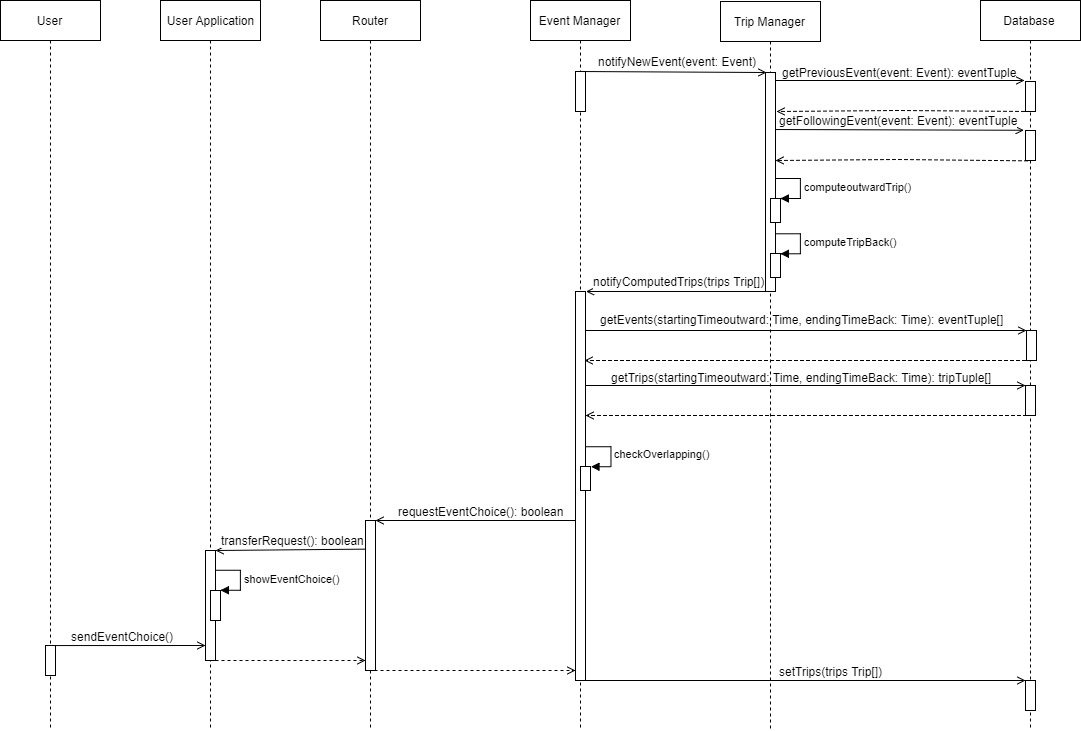 User
User Application
Router
Event Manager
Trip Manager
Database
notifyNewEvent(event: Event)
getPreviousEvent(event: Event): eventTuple
getFollowingEvent(event: Event): eventTuple
computeoutwardTrip()
computeTripBack()
notifyComputedTrips(trips Trip[])
getEvents(startingTimeoutward: Time, endingTimeBack: Time): eventTuple[]
getTrips(startingTimeoutward: Time, endingTimeBack: Time): tripTuple[]
checkOverlapping()
requestEventChoice(): boolean
transferRequest(): boolean
showEventChoice()
sendEventChoice()
setTrips(trips Trip[])